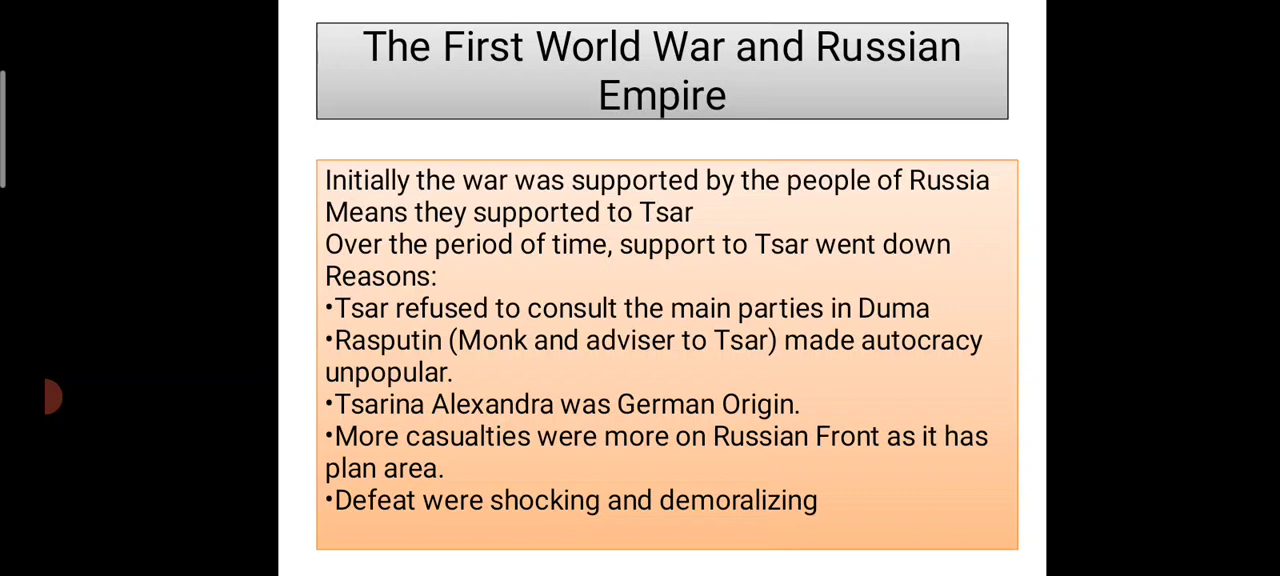 The First World War and Russian
Empire
Initially the war was supported by the people of Russia
Means they supported to Tsar
Over the period of time, support to Tsar went down
Reasons:
•Tsar refused to consult the main parties in Duma
•Rasputin (Monk and adviser to Tsar) made autocracy
unpopular.
•Tsarina Alexandra was German Origin.
•More casualties were more on Russian Front as it has
plan area.
•Defeat were shocking and demoralizing